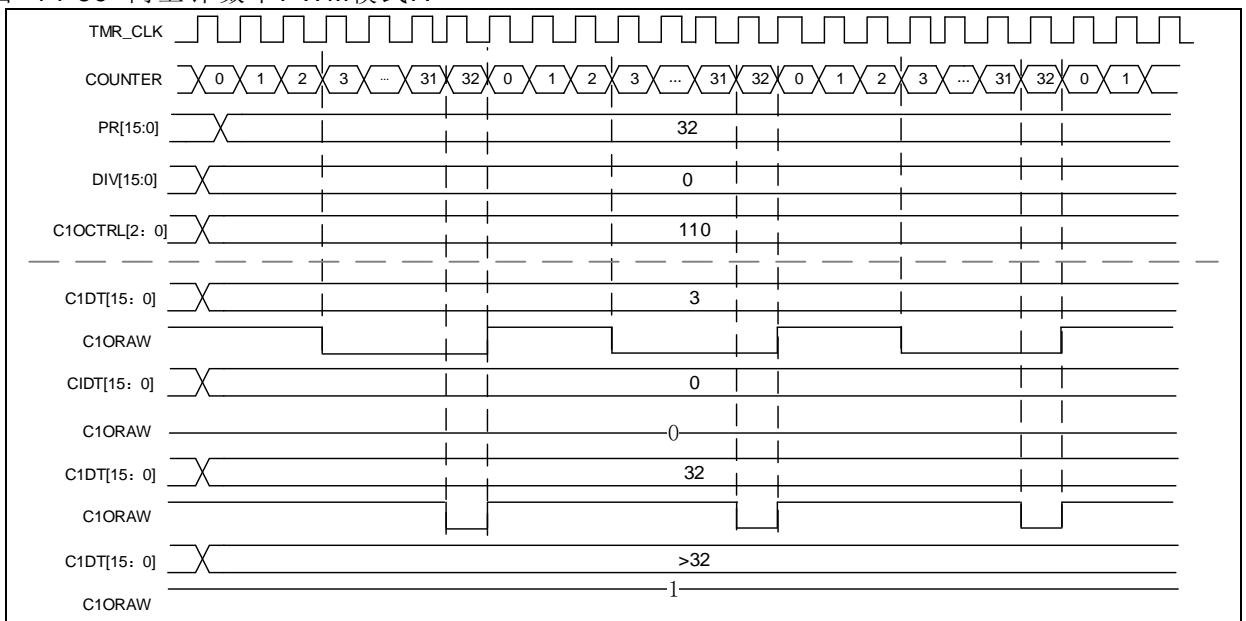 TMR_CLK
COUNTER 0 1 2 3 ... 31 32 0 1 2 3 ... 31 32 0 1 2 3 ... 31 32 0 1
PR[15:0] 32
DIV[15:0] 0
C1OCTRL[2：0] 110
C1DT[15：0] 3
C1ORAW
CIDT[15：0] 0
C1ORAW 0
C1DT[15：0] 32
C1ORAW
C1DT[15：0] >32
C1ORAW 1